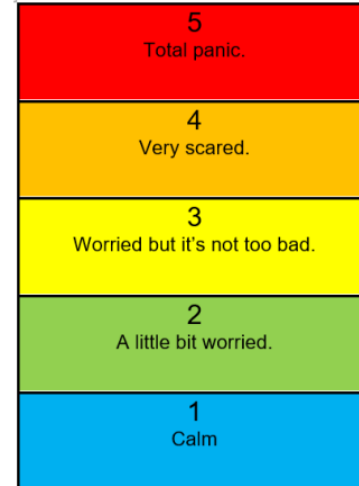 5
Total panic.
4
Very scared.
3
Worried but it's not too bad.
2
A little bit worried.
1
Calm